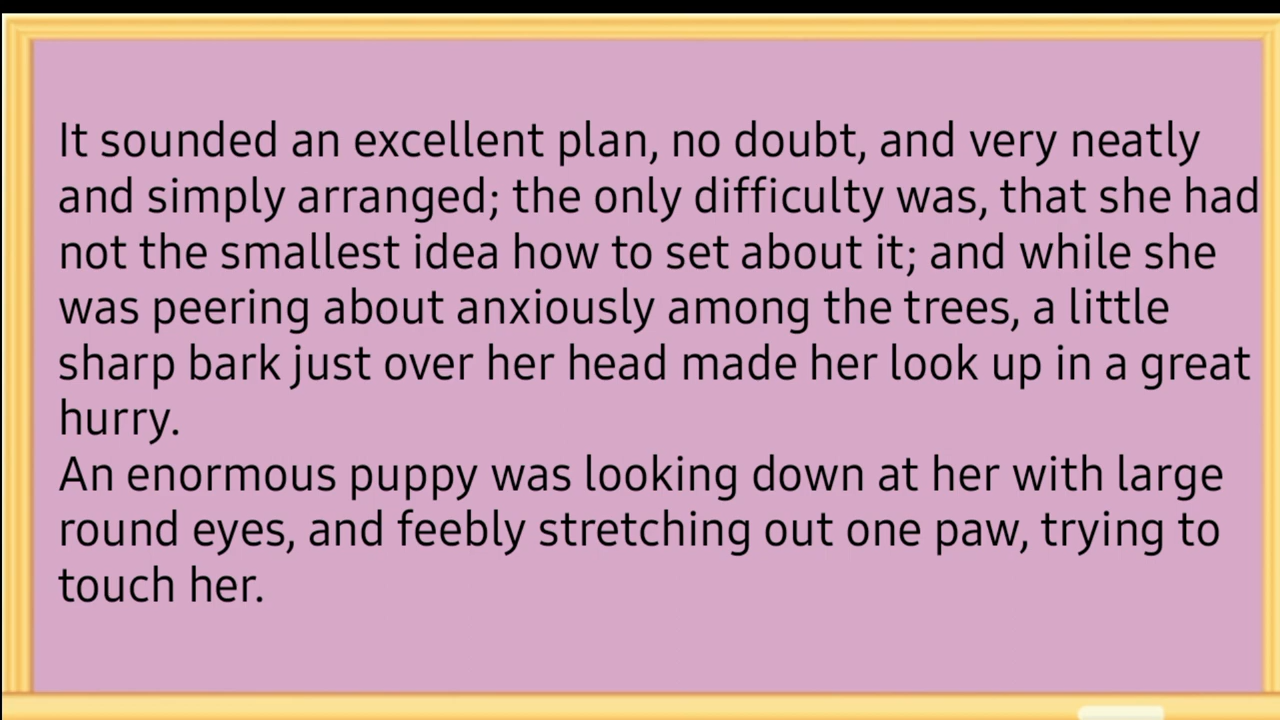 It sounded an excellent plan, no doubt, and very neatly
and simply arranged; the only difficulty was, that she had
not the smallest idea how to set about it; and while she
was peering about anxiously among the trees, a little
sharp bark just over her head made her look up in a great
hurry.
An enormous puppy was looking down at her with large
round eyes, and feebly stretching out one paw, trying to
touch her.